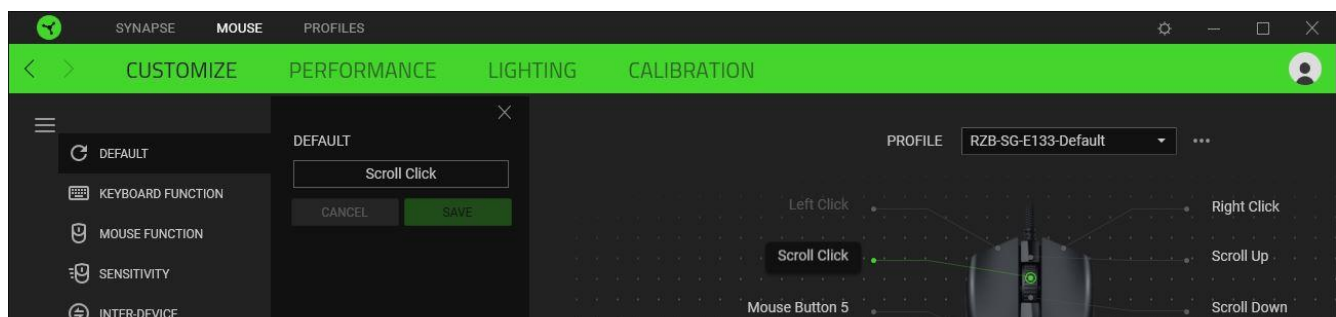 SYNAPSE MOUSE PROFILES
CUSTOMIZE PERFORMANCE LIGHTING CALIBRATION
DEFAULT
KEYBOARD FUNCTION
MOUSE FUNCTION
SENSITIVITY
INTER-DEVICE
DEFAULT
Scroll Click
CANCEL SAVE
PROFILE RZB-SG-E133-Default
Left Click
Scroll Click
Mouse Button 5
Right Click
Scroll Up
Scroll Down